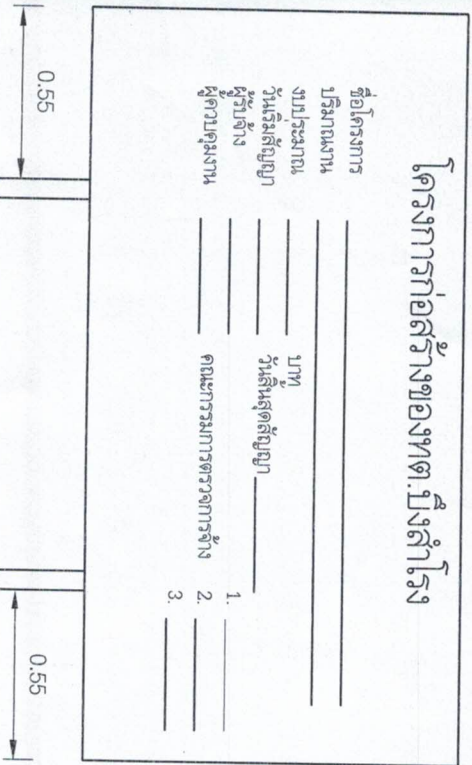 โครงการก่อสร้างของทต.บึงสำโรง
ชื่อโครงการ
ปริมาณงาน
งบประมาณ บาท
วันเริ่มสัญญา วันสิ้นสุดสัญญา
ผู้รับจ้าง
ผู้ควบคุมงาน คณะกรรมการตรวจการจ้าง
1.
2.
3.
0.55 0.55